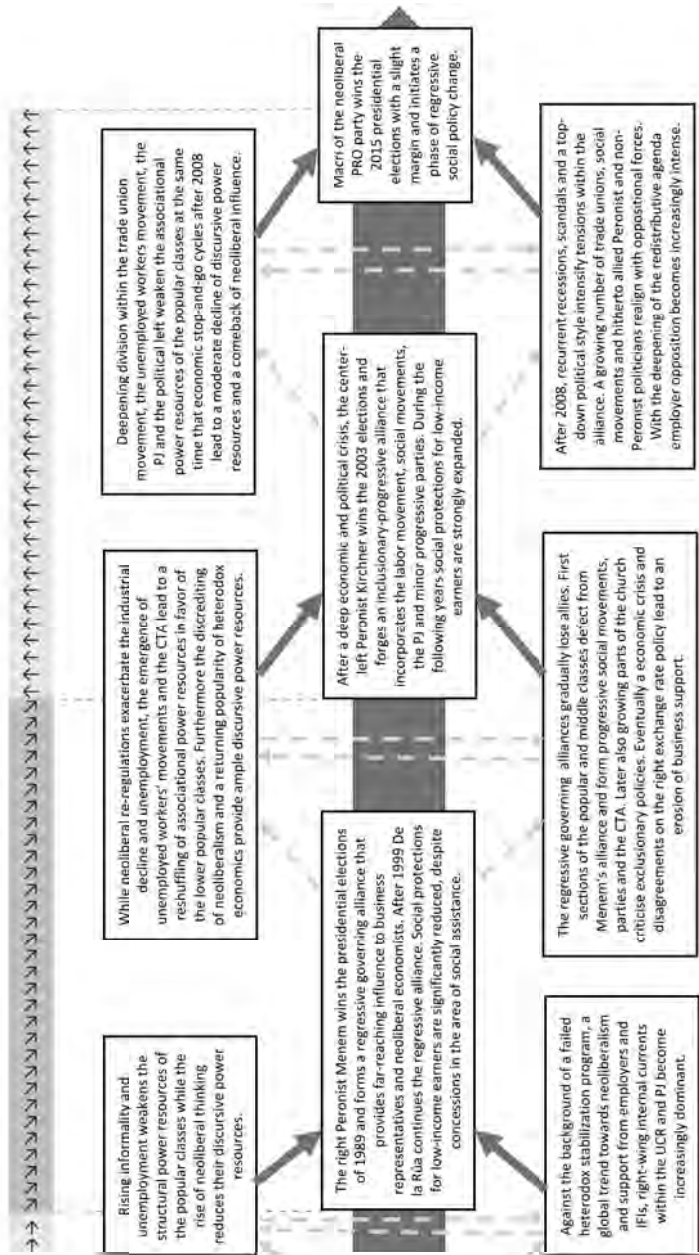 Rising informality and
unemployment weakens the
structural power resources of
the popular classes while the
rise of neoliberal thinking
reduces their discursive power
resources.
While neoliberal re-regulations exacerbate the industrial
decline and unemployment, the emergence of
unemployed workers' movements and the CTA lead to a
reshuffling of associational power resources in favor of
the lower popular classes. Furthermore the discrediting
of neoliberalism and a returning popularity of heterodox
economics provide ample discursive power resources.
Deepening division within the trade union
movement, the unemployed workers movement, the
PJ and the political left weaken the associational
power resources of the popular classes at the same
time that economic stop-and-go cycles after 2008
lead to a moderate decline of discursive power
resources and a comeback of neoliberal influence.
The right Peronist Menem wins the presidential elections
of 1989 and forms a regressive governing alliance that
provides far-reaching influence to business
representatives and neoliberal economists. After 1999 De
la Rúa continues the regressive alliance. Social protections
for low-income earners are significantly reduced, despite
concessions in the area of social assistance.
After a deep economic and political crisis, the center-
left Peronist Kirchner wins the 2003 elections and
forges an inclusionary-progressive alliance that
incorporates the labor movement, social movements,
the PJ and minor progressive parties. During the
following years social protections for low-income
earners are strongly expanded.
Macri of the neoliberal
PRO party wins the
2015 presidential
elections with a slight
margin and initiates a
phase of regressive
social policy change.
Against the background of a failed
heterodox stabilization program, a
global trend towards neoliberalism
and support from employers and
IFIs, right-wing internal currents
within the UCR and PJ become
increasingly dominant.
The regressive governing alliances gradually lose allies. First
sections of the popular and middle classes defect from
Menem's alliance and form progressive social movements,
parties and the CTA. Later also growing parts of the church
criticise exclusionary policies. Eventually a economic crisis and
disagreements on the right exchange rate policy lead to an
erosion of business support.
After 2008, recurrent recessions, scandals and a top-
down political style intensify tensions within the
alliance. A growing number of trade unions, social
movements and hitherto allied Peronist and non-
Peronist politicians realign with oppositional forces.
With the deepening of the redistributive agenda
employer opposition becomes increasingly intense.